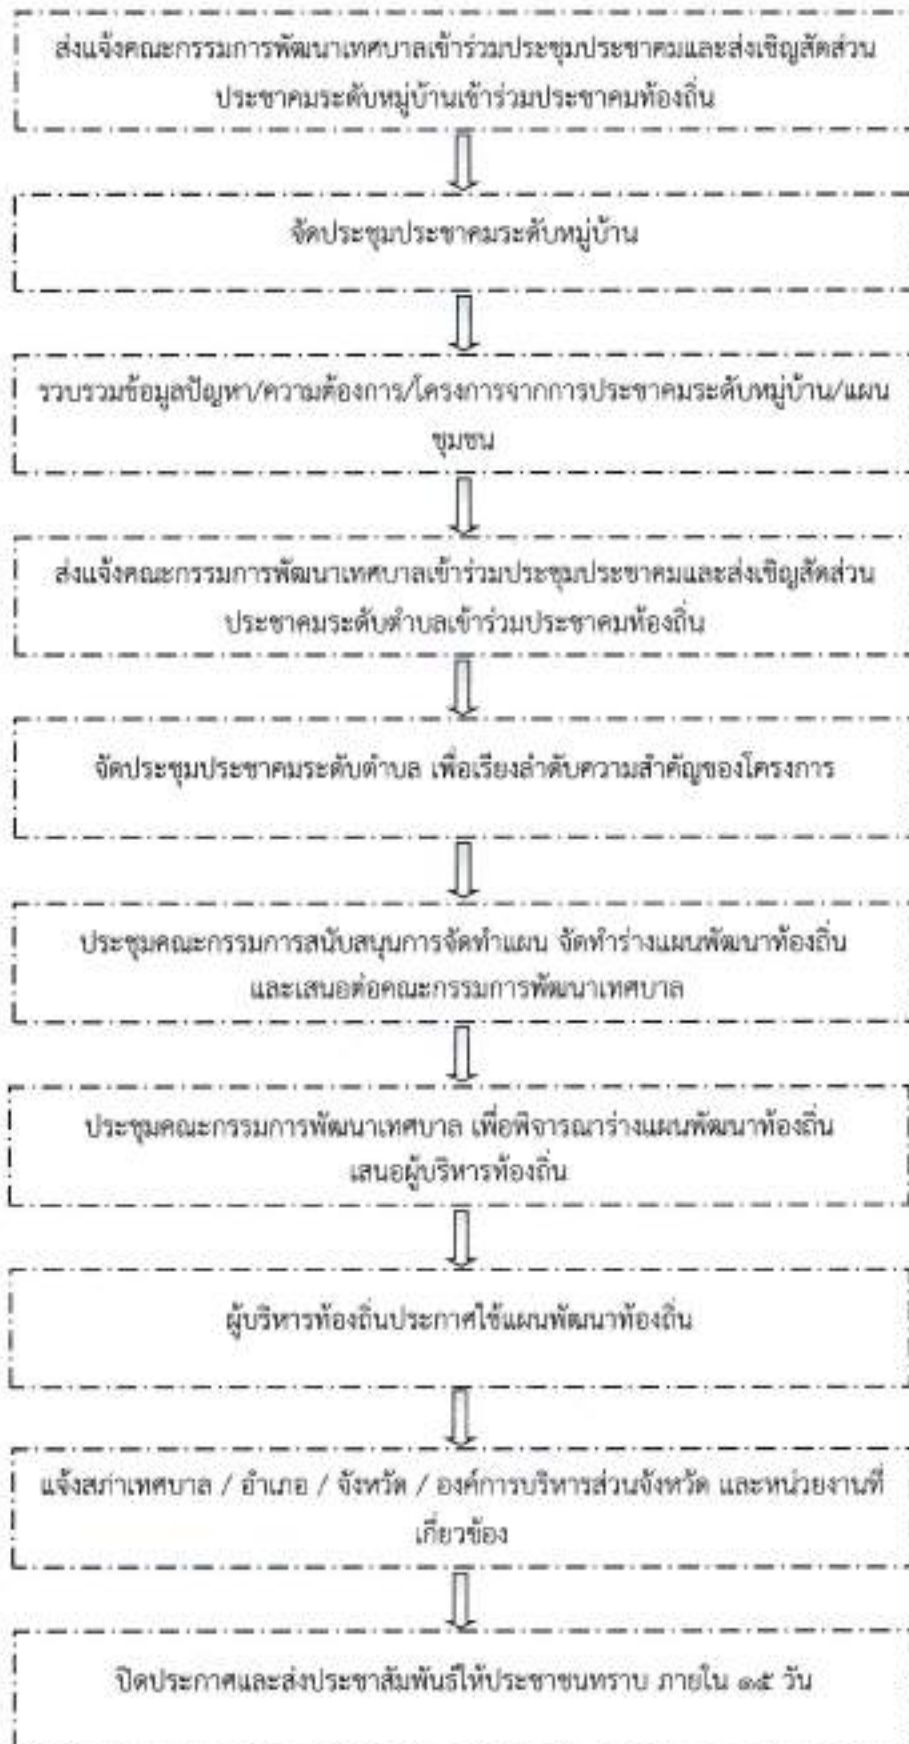 ส่งแจ้งคณะกรรมการพัฒนาเทศบาลเข้าร่วมประชุมประชาคมและส่งเชิญสัดส่วน
ประชาคมระดับหมู่บ้านเข้าร่วมประชาคมท้องถิ่น
จัดประชุมประชาคมระดับหมู่บ้าน
รวบรวมข้อมูลปัญหา/ความต้องการ/โครงการจากการประชาคมระดับหมู่บ้าน/แผน
ชุมชน
ส่งแจ้งคณะกรรมการพัฒนาเทศบาลเข้าร่วมประชุมประชาคมและส่งเชิญสัดส่วน
ประชาคมระดับตำบลเข้าร่วมประชาคมท้องถิ่น
จัดประชุมประชาคมระดับตำบล เพื่อเรียงลำดับความสำคัญของโครงการ
ประชุมคณะกรรมการสนับสนุนการจัดทำแผน จัดทำร่างแผนพัฒนาท้องถิ่น
และเสนอต่อคณะกรรมการพัฒนาเทศบาล
ประชุมคณะกรรมการพัฒนาเทศบาล เพื่อพิจารณาร่างแผนพัฒนาท้องถิ่น
เสนอผู้บริหารท้องถิ่น
ผู้บริหารท้องถิ่นประกาศใช้แผนพัฒนาท้องถิ่น
แจ้งสภาเทศบาล / อำเภอ / จังหวัด / องค์การบริหารส่วนจังหวัด และหน่วยงานที่
เกี่ยวข้อง
ปิดประกาศและส่งประชาสัมพันธ์ให้ประชาชนทราบ ภายใน ๑๕ วัน